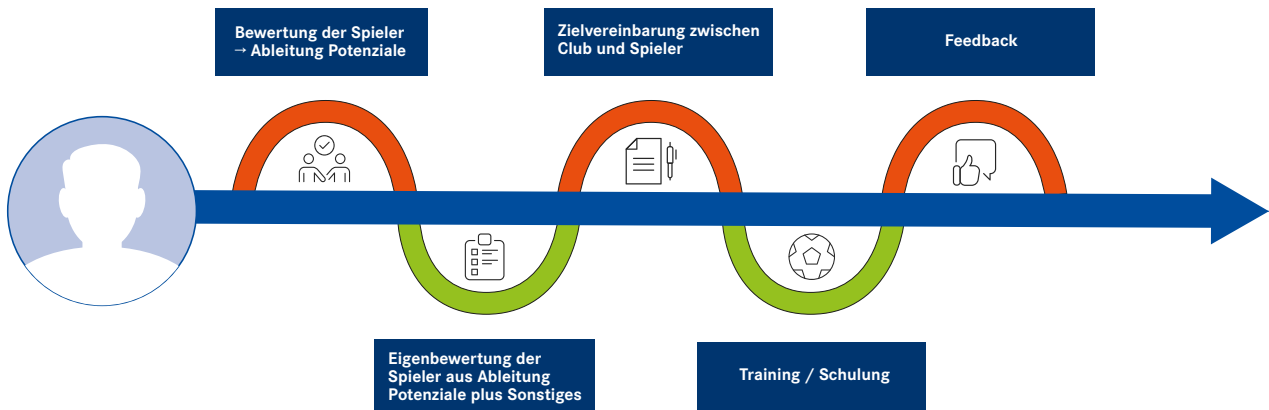 Bewertung der Spieler
→ Ableitung Potenziale
Eigenbewertung der
Spieler aus Ableitung
Potenziale plus Sonstiges
Zielvereinbarung zwischen
Club und Spieler
Training / Schulung
Feedback